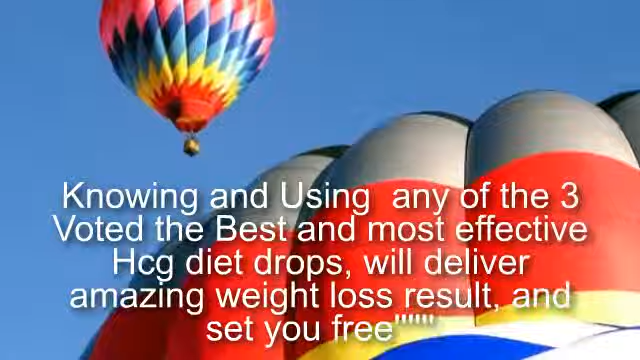 Knowing and Using  any of the 3
Voted the Best and most effective
Hcg diet drops, will deliver
amazing weight loss result, and
set you free"""